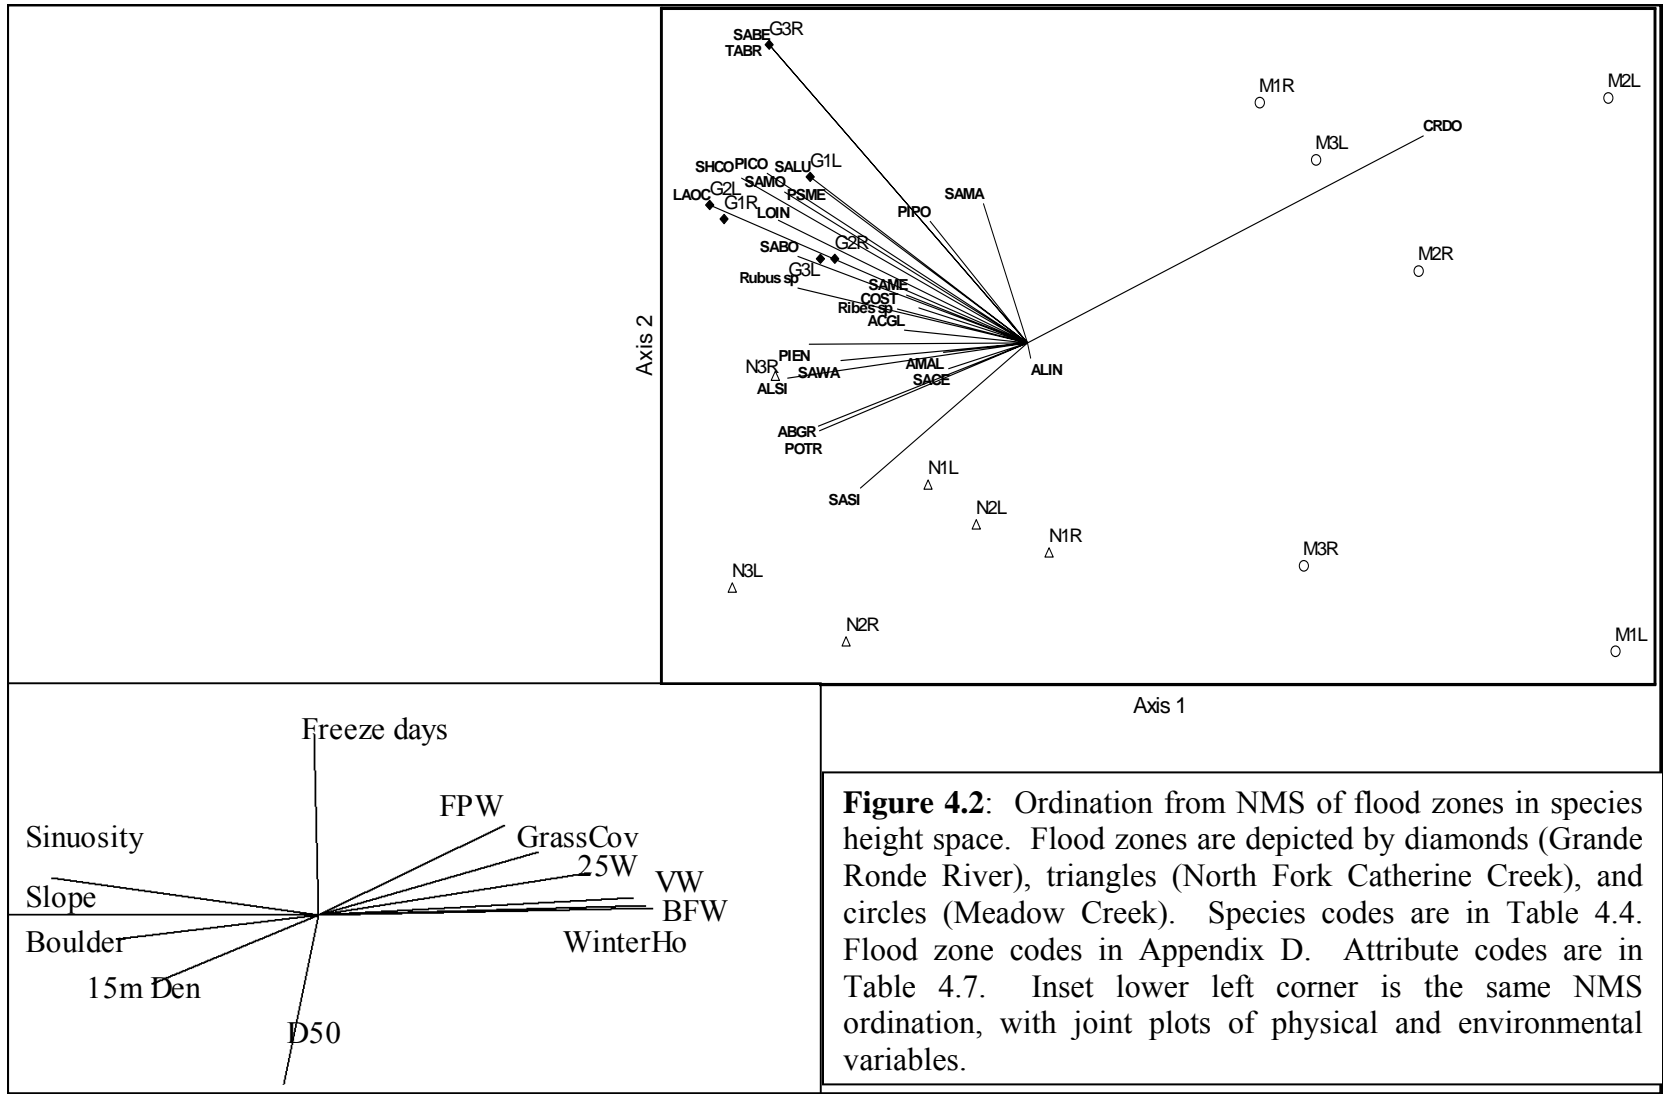 SABE G3R
TABR
M1R
M2L
CRDO
M3L
SHCO PICO SALU G1L
SAMO
LAOC G2L PSME
SAMA
G1R LOIN
PIPO
SABO G2R
M2R
G3L
Rubus sp
SAME
COST
Ribes sp
ACGL
Axis 2
PIEN
N3R SAWA AMAL
ALIN
ALSI SACE
ABGR
POTR
N1L
SASI
N2L
N1R
M3R
N3L
N2R
M1L
Axis 1
Freeze days
FPW
Sinuosity
GrassCov
25W
VW
Slope
BFW
Boulder
WinterHo
15m Den
D50
Figure 4.2: Ordination from NMS of flood zones in species
height space. Flood zones are depicted by diamonds (Grande
Ronde River), triangles (North Fork Catherine Creek), and
circles (Meadow Creek). Species codes are in Table 4.4.
Flood zone codes in Appendix D. Attribute codes are in
Table 4.7. Inset lower left corner is the same NMS
ordination, with joint plots of physical and environmental
variables.